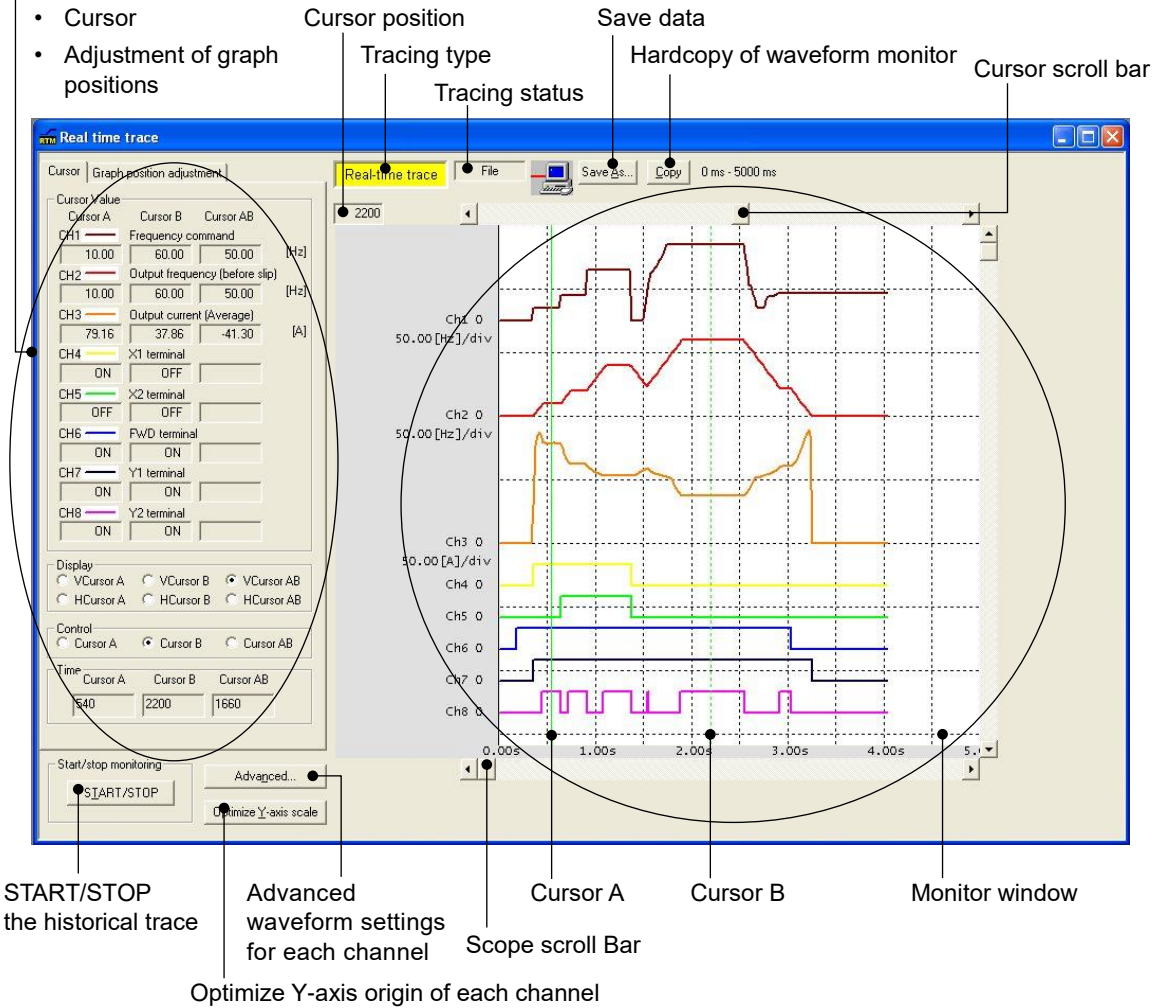 • Cursor
• Adjustment of graph positions
Cursor position
Tracing type
Tracing status
Save data
Hardcopy of waveform monitor
Cursor scroll bar
RTM
Real time trace
Cursor
Graph position adjustment
Real-time trace
File
Save As...
Copy
0 ms - 5000 ms
2200
Cursor Value
Cursor A Cursor B Cursor AB
CH1 Frequency command
10.00 60.00 50.00 [Hz]
CH2 Output frequency (before slip)
10.00 60.00 50.00 [Hz]
CH3 Output current (Average)
79.16 37.86 -41.30 [A]
CH4 X1 terminal
ON OFF
CH5 X2 terminal
OFF OFF
CH6 FWD terminal
ON ON
CH7 Y1 terminal
ON ON
CH8 Y2 terminal
ON ON
Display
VCursor A VCursor B VCursor AB
HCursor A HCursor B HCursor AB
Control
Cursor A Cursor B Cursor AB
Time
Cursor A Cursor B Cursor AB
540 2200 1660
Start/stop monitoring
START/STOP
Advanced...
Optimize Y-axis scale
Ch1 0
50.00[Hz]/div
Ch2 0
50.00[Hz]/div
Ch3 0
50.00[A]/div
Ch4 0
Ch5 0
Ch6 0
Ch7 0
Ch8 0
0.00s 1.00s 2.00s 3.00s 4.00s 5.
START/STOP
the historical trace
Advanced
waveform settings
for each channel
Cursor A
Cursor B
Monitor window
Scope scroll Bar
Optimize Y-axis origin of each channel